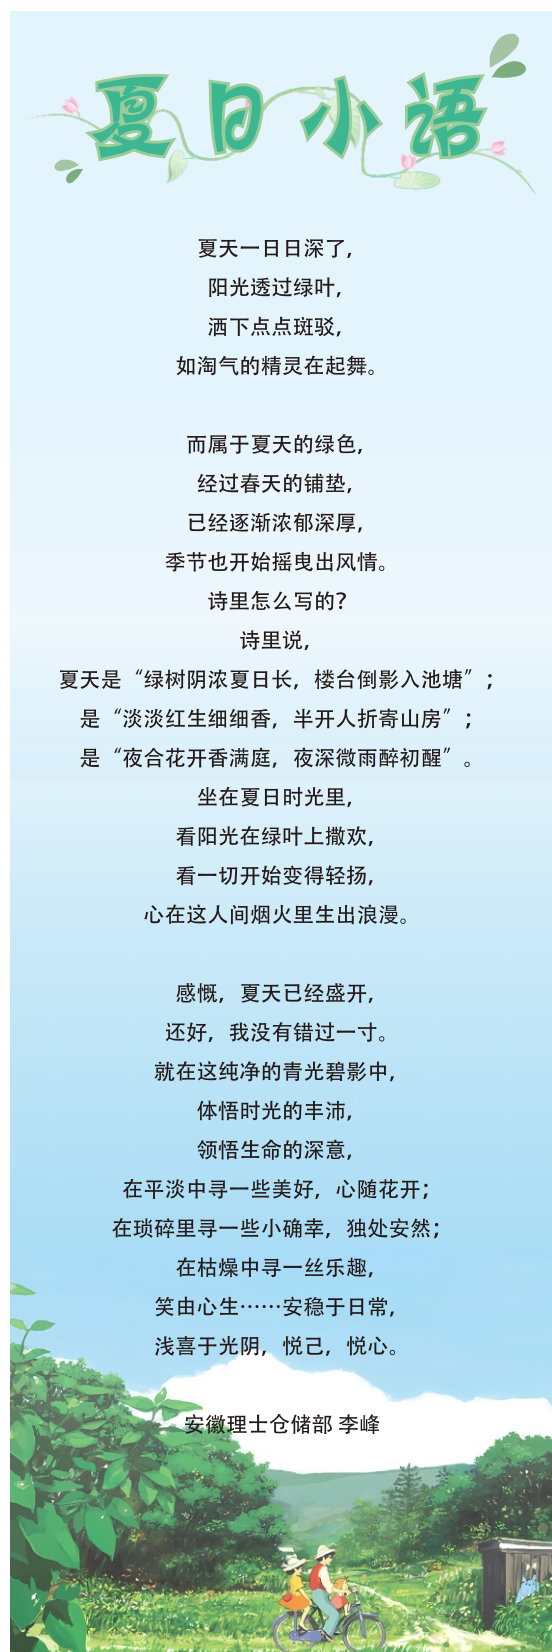 夏日小语
夏天一日日深了,
阳光透过绿叶,
洒下点点斑驳,
如淘气的精灵在起舞。
而属于夏天的绿色,
经过春天的铺垫,
已经逐渐浓郁深厚,
季节也开始摇曳出风情。
诗里怎么写的?
诗里说,
夏天是“绿树阴浓夏日长, 楼台倒影入池塘”;
是“淡淡红生细细香, 半开人折寄山房”;
是“夜合花开香满庭, 夜深微雨醉初醒”。
坐在夏日时光里,
看阳光在绿叶上撒欢,
看一切开始变得轻扬,
心在这人间烟火里生出浪漫。
感慨, 夏天已经盛开,
还好, 我没有错过一寸。
就在这纯净的青光碧影中,
体悟时光的丰沛,
领悟生命的深意,
在平淡中寻一些美好, 心随花开;
在琐碎里寻一些小确幸, 独处安然;
在枯燥中寻一丝乐趣,
笑由心生……安稳于日常,
浅喜于光阴, 悦己, 悦心。
安徽理士仓储部 李峰